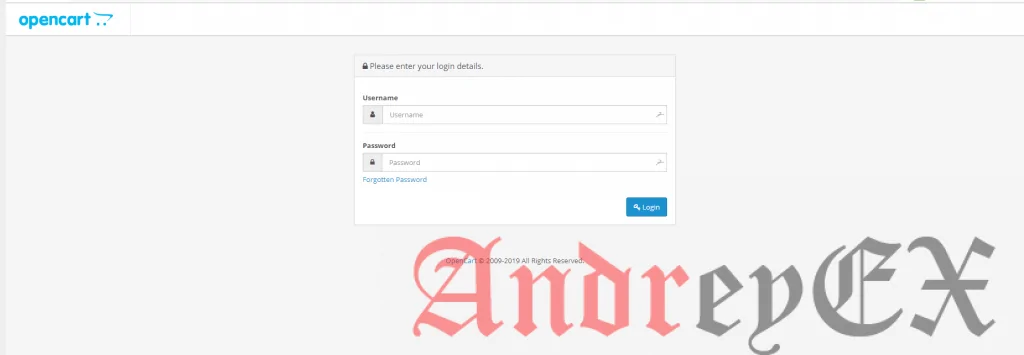 opencart
Please enter your login details.
Username
Username
Password
Password
Forgotten Password
Login
OpenCart © 2009-2019 All Rights Reserved.
AndreyEX